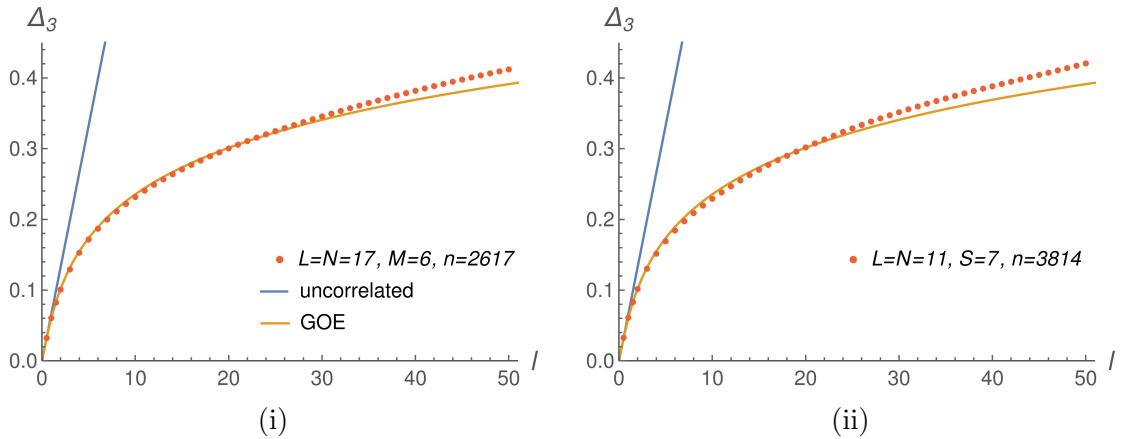 Δ₃
0.4
0.3
0.2
0.1
0.0
0 10 20 30 40 50 l
L=N=17, M=6, n=2617
uncorrelated
GOE
(i)
Δ₃
0.4
0.3
0.2
0.1
0.0
0 10 20 30 40 50 l
L=N=11, S=7, n=3814
(ii)